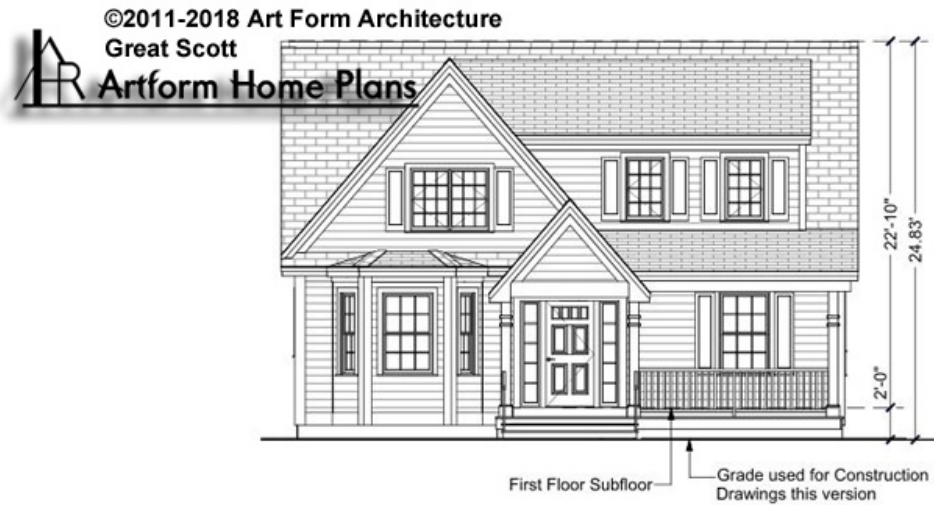 ©2011-2018 Art Form Architecture
Great Scott
AR Artform Home Plans
22'-10"
24.83'
2'-0"
First Floor Subfloor
Grade used for Construction
Drawings this version